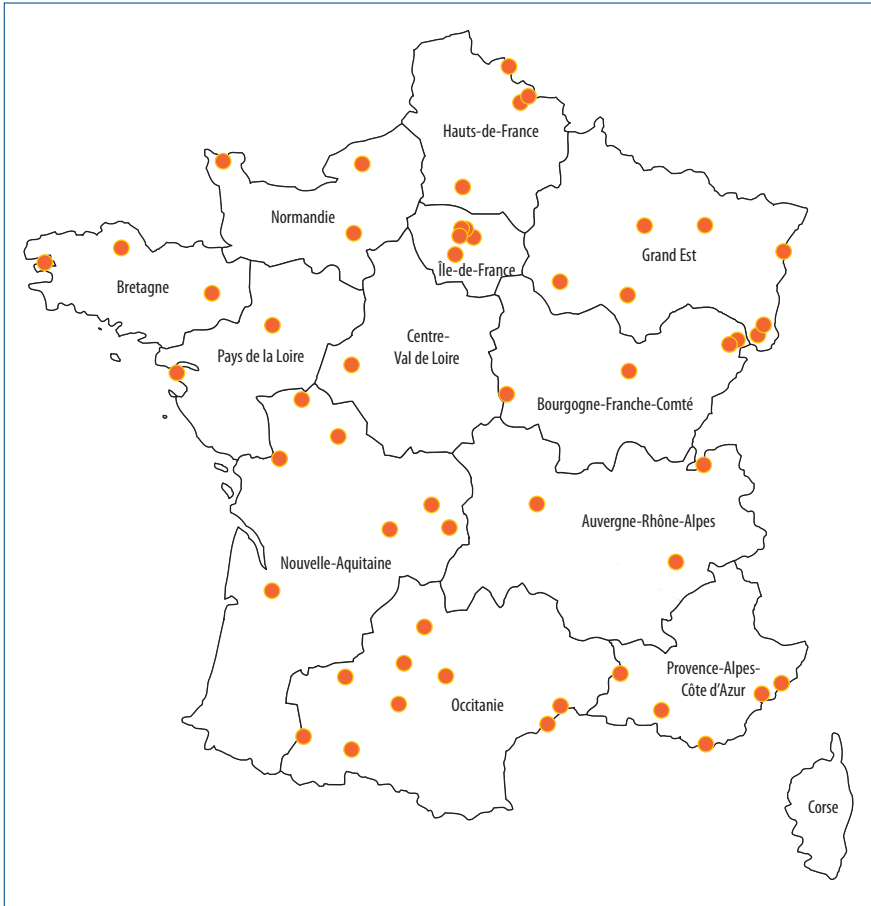 Hauts-de-France
Normandie
Île-de-France
Grand Est
Bretagne
Pays de la Loire
Centre-
Val de Loire
Bourgogne-Franche-Comté
Auvergne-Rhône-Alpes
Nouvelle-Aquitaine
Provence-Alpes-
Côte d'Azur
Occitanie
Corse